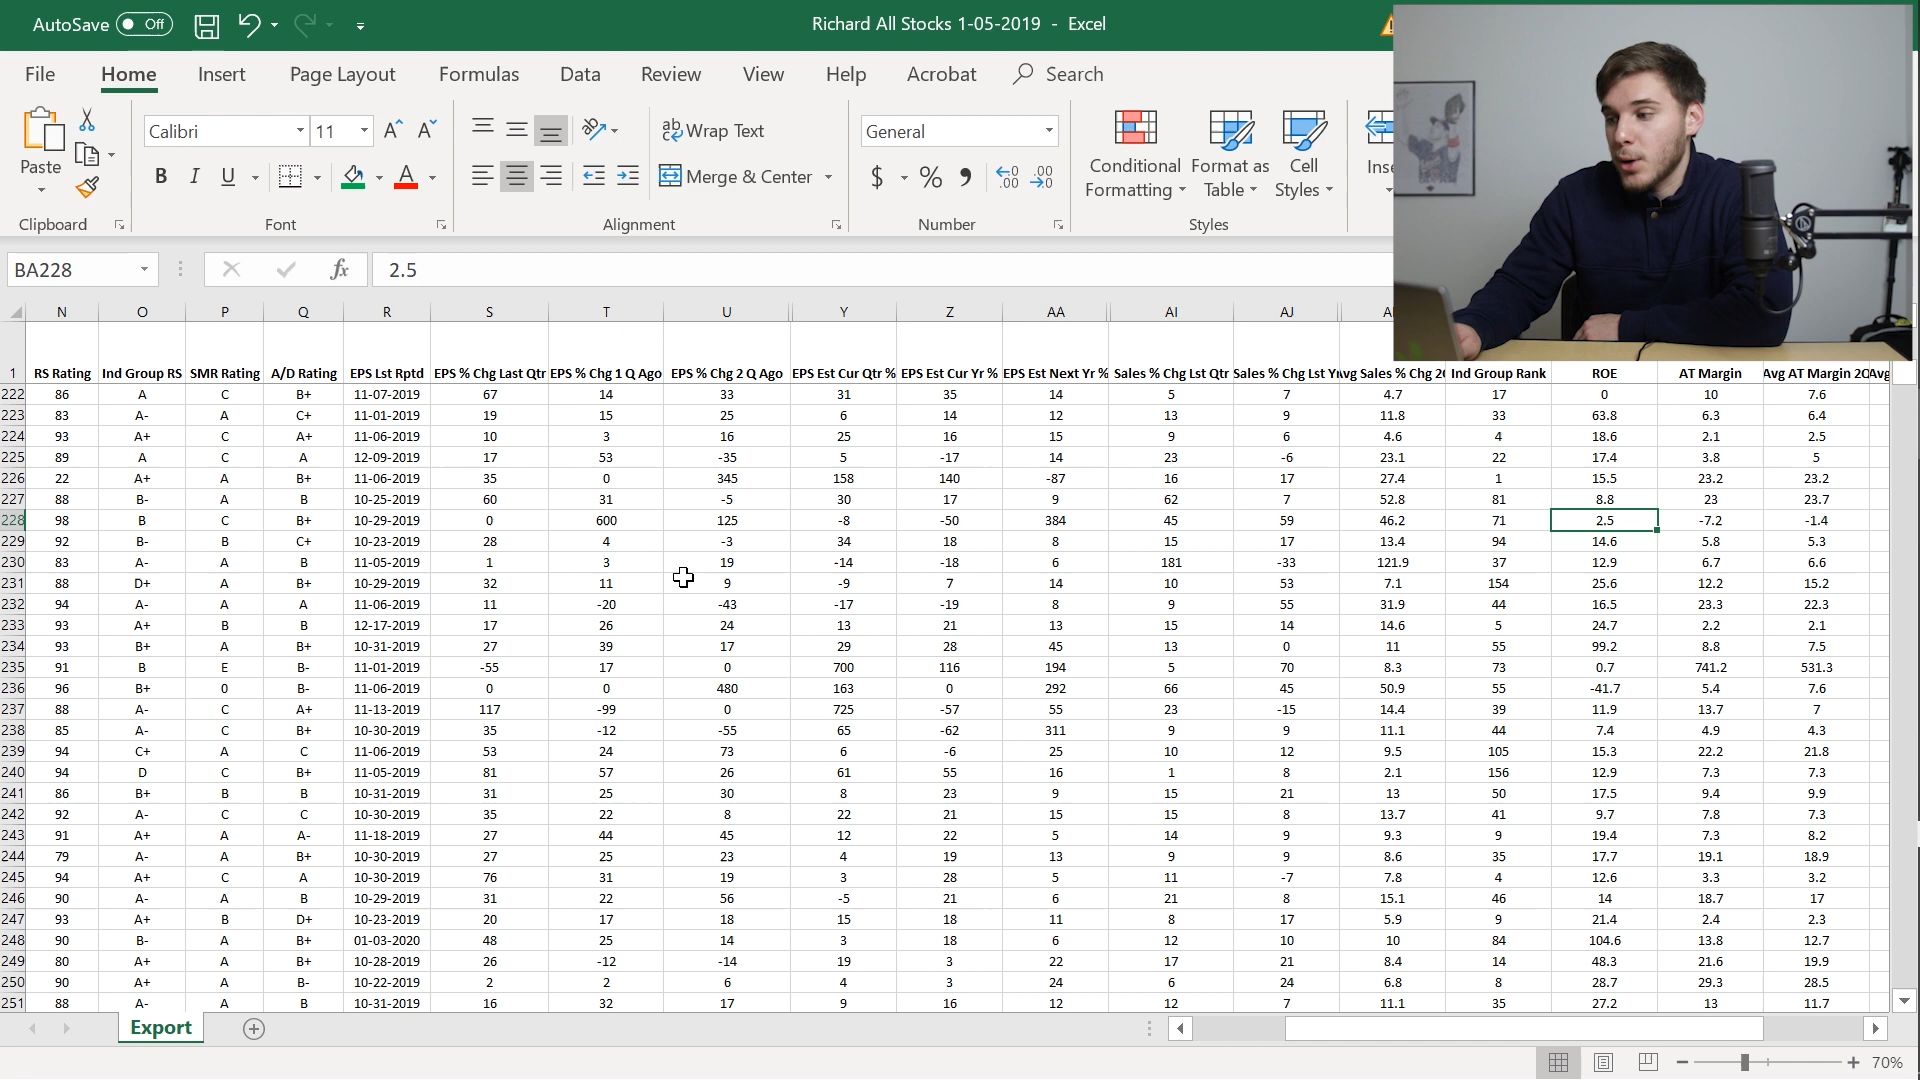 AutoSave Off
Richard All Stocks 1-05-2019 - Excel
File Home Insert Page Layout Formulas Data Review View Help Acrobat Search
Paste
Calibri 11
Wrap Text
Merge & Center
General
Conditional Formatting
Format as Table
Cell Styles
Inse
Clipboard Font Alignment Number Styles
BA228 fx 2.5
N O P Q R S T U Y Z AA AI AJ
1 RS Rating Ind Group RS SMR Rating A/D Rating EPS Lst Rptd EPS % Chg Last Qtr EPS % Chg 1 Q Ago EPS % Chg 2 Q Ago EPS Est Cur Qtr % EPS Est Cur Yr % EPS Est Next Yr % Sales % Chg Lst Qtr Sales % Chg Lst Y Avg Sales % Chg 2 Ind Group Rank ROE AT Margin Avg AT Margin 2Q Avg
222 86 A C B+ 11-07-2019 67 14 33 31 35 14 5 7 4.7 17 0 10 7.6
223 83 A- A C+ 11-01-2019 19 15 25 6 14 12 13 9 11.8 33 63.8 6.3 6.4
224 93 A+ C A+ 11-06-2019 10 3 16 25 16 15 9 6 4.6 4 18.6 2.1 2.5
225 89 A C A 12-09-2019 17 53 -35 5 -17 14 23 -6 23.1 22 17.4 3.8 5
226 22 A+ A B+ 11-06-2019 35 0 345 158 140 -87 16 17 27.4 1 15.5 23.2 23.2
227 88 B- A B 10-25-2019 60 31 -5 30 17 9 62 7 52.8 81 8.8 23 23.7
228 98 B C B+ 10-29-2019 0 600 125 -8 -50 384 45 59 46.2 71 2.5 -7.2 -1.4
229 92 B- B C+ 10-23-2019 28 4 -3 34 18 8 15 17 13.4 94 14.6 5.8 5.3
230 83 A- A B 11-05-2019 1 3 19 -14 -18 6 181 -33 121.9 37 12.9 6.7 6.6
231 88 D+ A B+ 10-29-2019 32 11 9 -9 7 14 10 53 7.1 154 25.6 12.2 15.2
232 94 A- A A 11-06-2019 11 -20 -43 -17 -19 8 9 55 31.9 44 16.5 23.3 22.3
233 93 A+ B B 12-17-2019 17 26 24 13 21 13 15 14 14.6 5 24.7 2.2 2.1
234 93 B+ A B+ 10-31-2019 27 39 17 29 28 45 13 0 11 55 99.2 8.8 7.5
235 91 B E B- 11-01-2019 -55 17 0 700 116 194 5 70 8.3 73 0.7 741.2 531.3
236 96 B+ 0 B- 11-06-2019 0 0 480 163 0 292 66 45 50.9 55 -41.7 5.4 7.6
237 88 A- C A+ 11-13-2019 117 -99 0 725 -57 55 23 -15 14.4 39 11.9 13.7 7
238 85 A- C B+ 10-30-2019 35 -12 -55 65 -62 311 9 9 11.1 44 7.4 4.9 4.3
239 94 C+ A C 11-06-2019 53 24 73 6 -6 25 10 12 9.5 105 15.3 22.2 21.8
240 94 D C B+ 11-05-2019 81 57 26 61 55 16 1 8 2.1 156 12.9 7.3 7.3
241 86 B+ B B 10-31-2019 31 25 30 8 23 9 15 21 13 50 17.5 9.4 9.9
242 92 A- C C 10-30-2019 35 22 8 22 21 15 15 8 13.7 41 9.7 7.8 7.3
243 91 A+ A A- 11-18-2019 27 44 45 12 22 5 14 9 9.3 9 19.4 7.3 8.2
244 79 A- A B+ 10-30-2019 27 25 23 4 19 13 9 9 8.6 35 17.7 19.1 18.9
245 94 A+ C A 10-30-2019 76 31 19 3 28 5 11 -7 7.8 4 12.6 3.3 3.2
246 90 A- A B 10-29-2019 31 22 56 -5 21 6 21 8 15.1 46 14 18.7 17
247 93 A+ B D+ 10-23-2019 20 17 18 15 18 11 8 17 5.9 9 21.4 2.4 2.3
248 90 B- A B+ 01-03-2020 48 25 14 3 18 6 12 10 10 84 104.6 13.8 12.7
249 80 A+ A B+ 10-28-2019 26 -12 -14 19 3 22 17 21 8.4 14 48.3 21.6 19.9
250 90 A+ A B- 10-22-2019 2 2 6 4 3 24 6 24 6.8 8 28.7 29.3 28.5
251 88 A- A B 10-31-2019 16 32 17 9 16 12 12 7 11.1 35 27.2 13 11.7
Export
70%